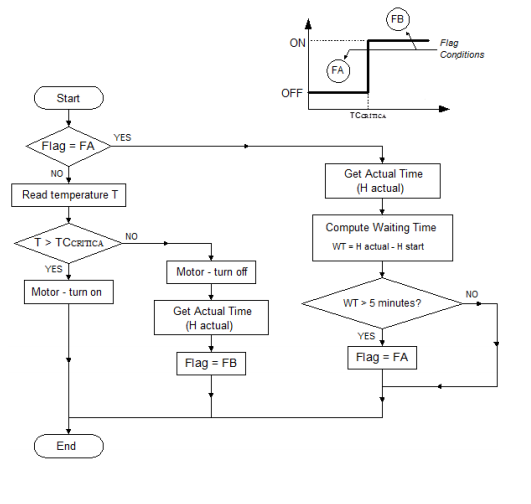 FB
ON
Flag
Conditions
FA
OFF
TCCRITICA
Start
Flag = FA
YES
NO
Read temperature T
T > TCCRITICA
NO
YES
Motor - turn on
Motor - turn off
Get Actual Time
(H actual)
Flag = FB
Get Actual Time
(H actual)
Compute Waiting Time
WT = H actual - H start
WT > 5 minutes?
NO
YES
Flag = FA
End